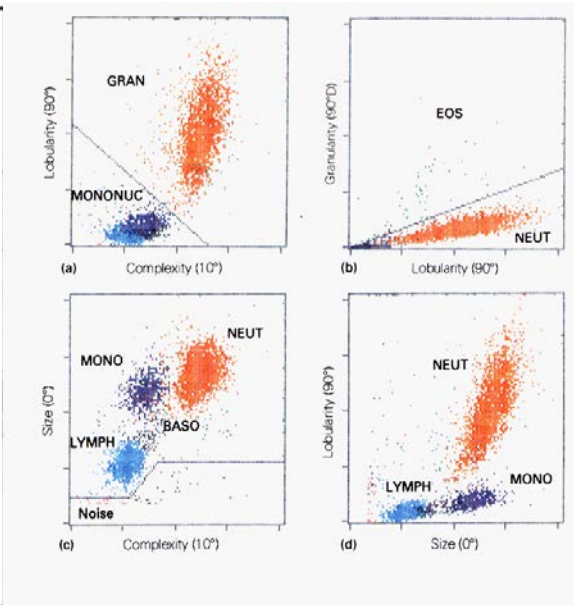 GRAN
MONONUC
Lobularity (90°)
(a)
Complexity (10°)
EOS
NEUT
Granularity (90°D)
(b)
Lobularity (90°)
NEUT
MONO
BASO
LYMPH
Noise
Size (0°)
(c)
Complexity (10°)
NEUT
MONO
LYMPH
Lobularity (90°)
(d)
Size (0°)